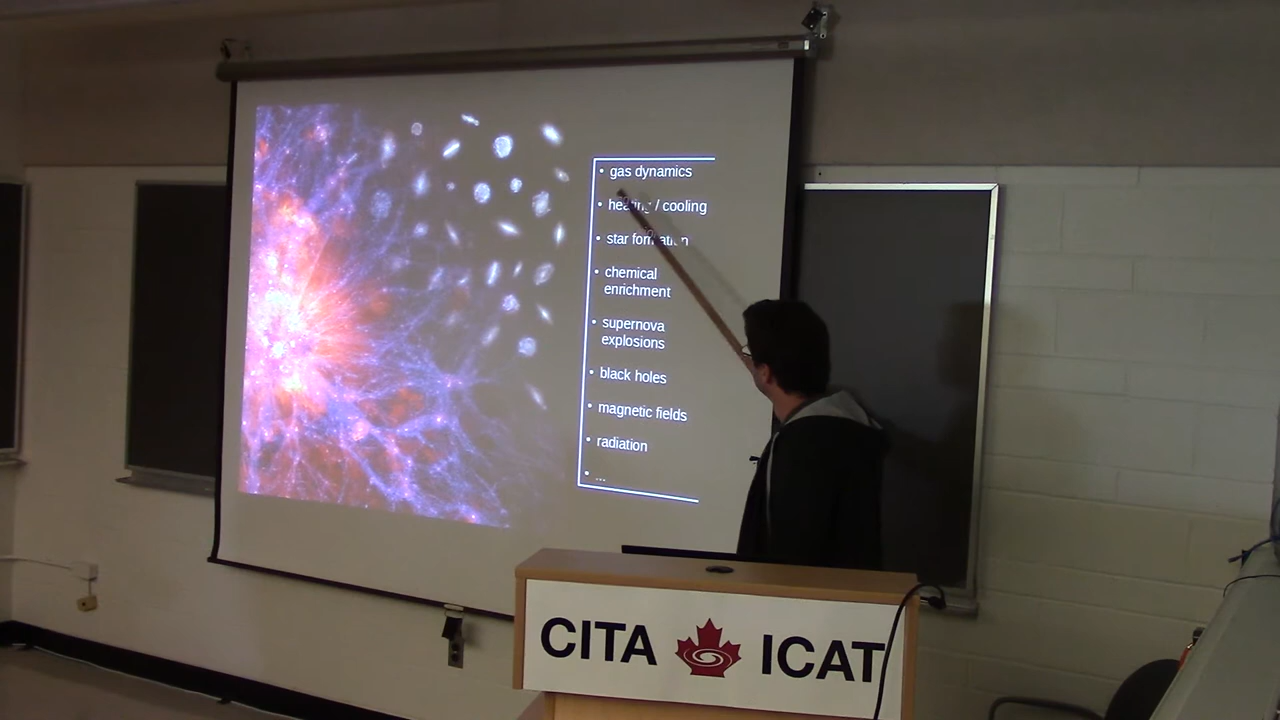 • gas dynamics
• heating / cooling
• star formation
• chemical
enrichment
• supernova
explosions
• black holes
• magnetic fields
• radiation
• ...
CITA ICAT